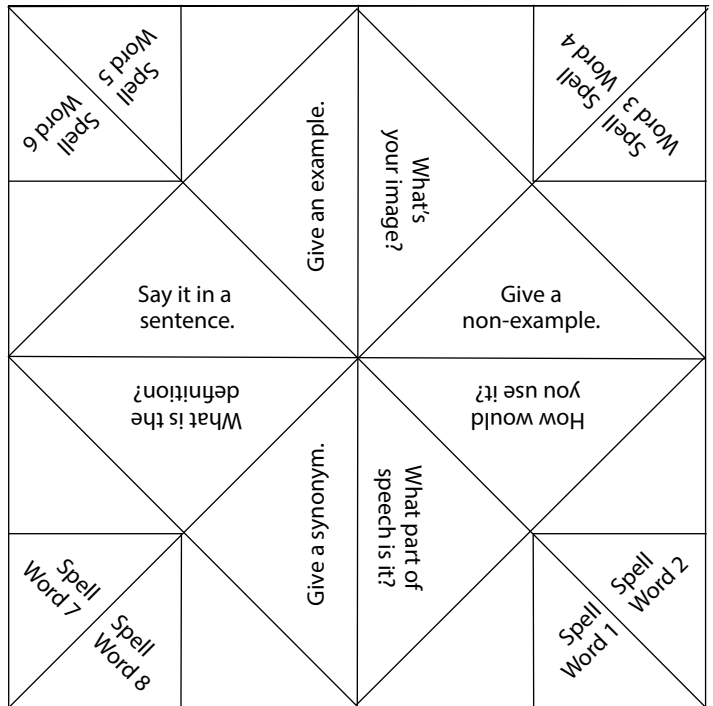 Spell
Word 5
Spell
Word 6
Spell
Word 4
Spell
Word 3
Give an example.
What's
your image?
Say it in a
sentence.
Give a
non-example.
What is the
definition?
How would
you use it?
Give a synonym.
What part of
speech is it?
Spell
Word 7
Spell
Word 8
Spell
Word 1
Spell
Word 2